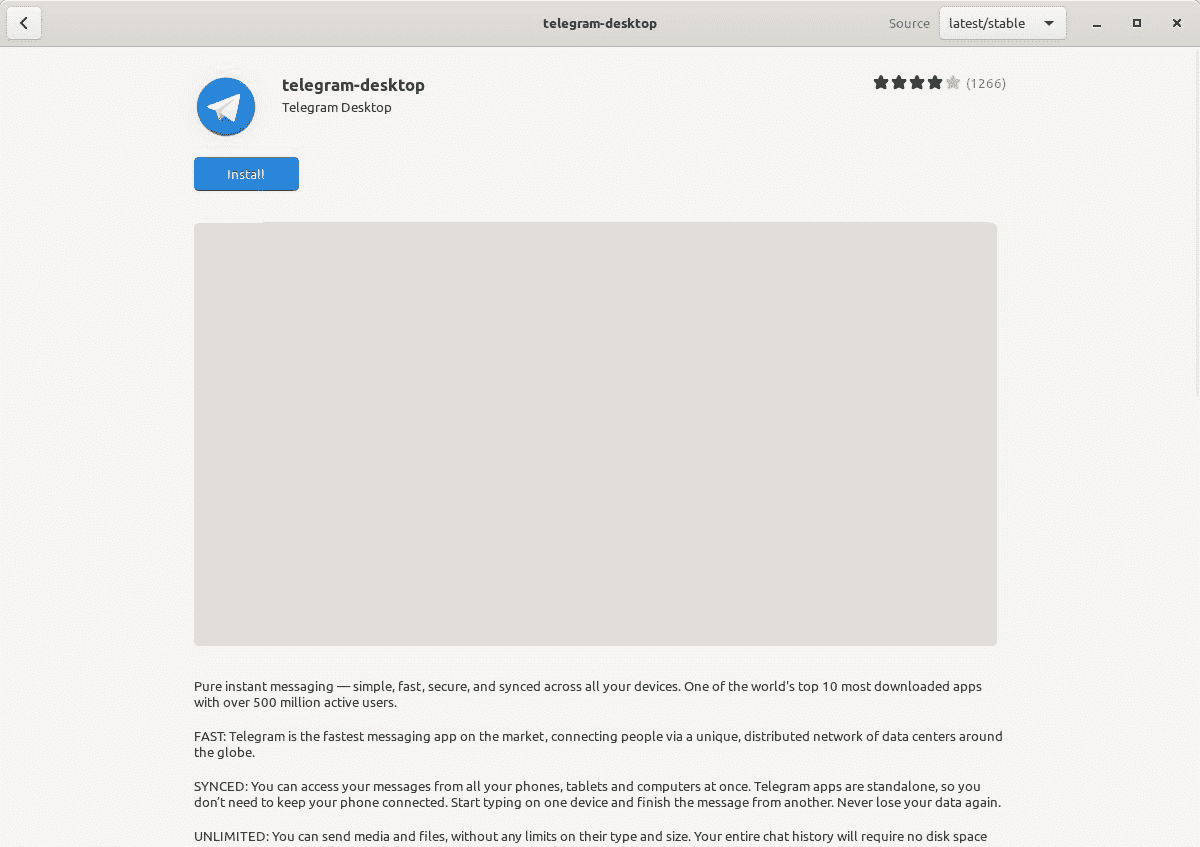 telegram-desktop
Source
latest/stable
telegram-desktop
Telegram Desktop
(1266)
Install
Pure instant messaging — simple, fast, secure, and synced across all your devices. One of the world's top 10 most downloaded apps
with over 500 million active users.
FAST: Telegram is the fastest messaging app on the market, connecting people via a unique, distributed network of data centers around
the globe.
SYNCED: You can access your messages from all your phones, tablets and computers at once. Telegram apps are standalone, so you
don’t need to keep your phone connected. Start typing on one device and finish the message from another. Never lose your data again.
UNLIMITED: You can send media and files, without any limits on their type and size. Your entire chat history will require no disk space